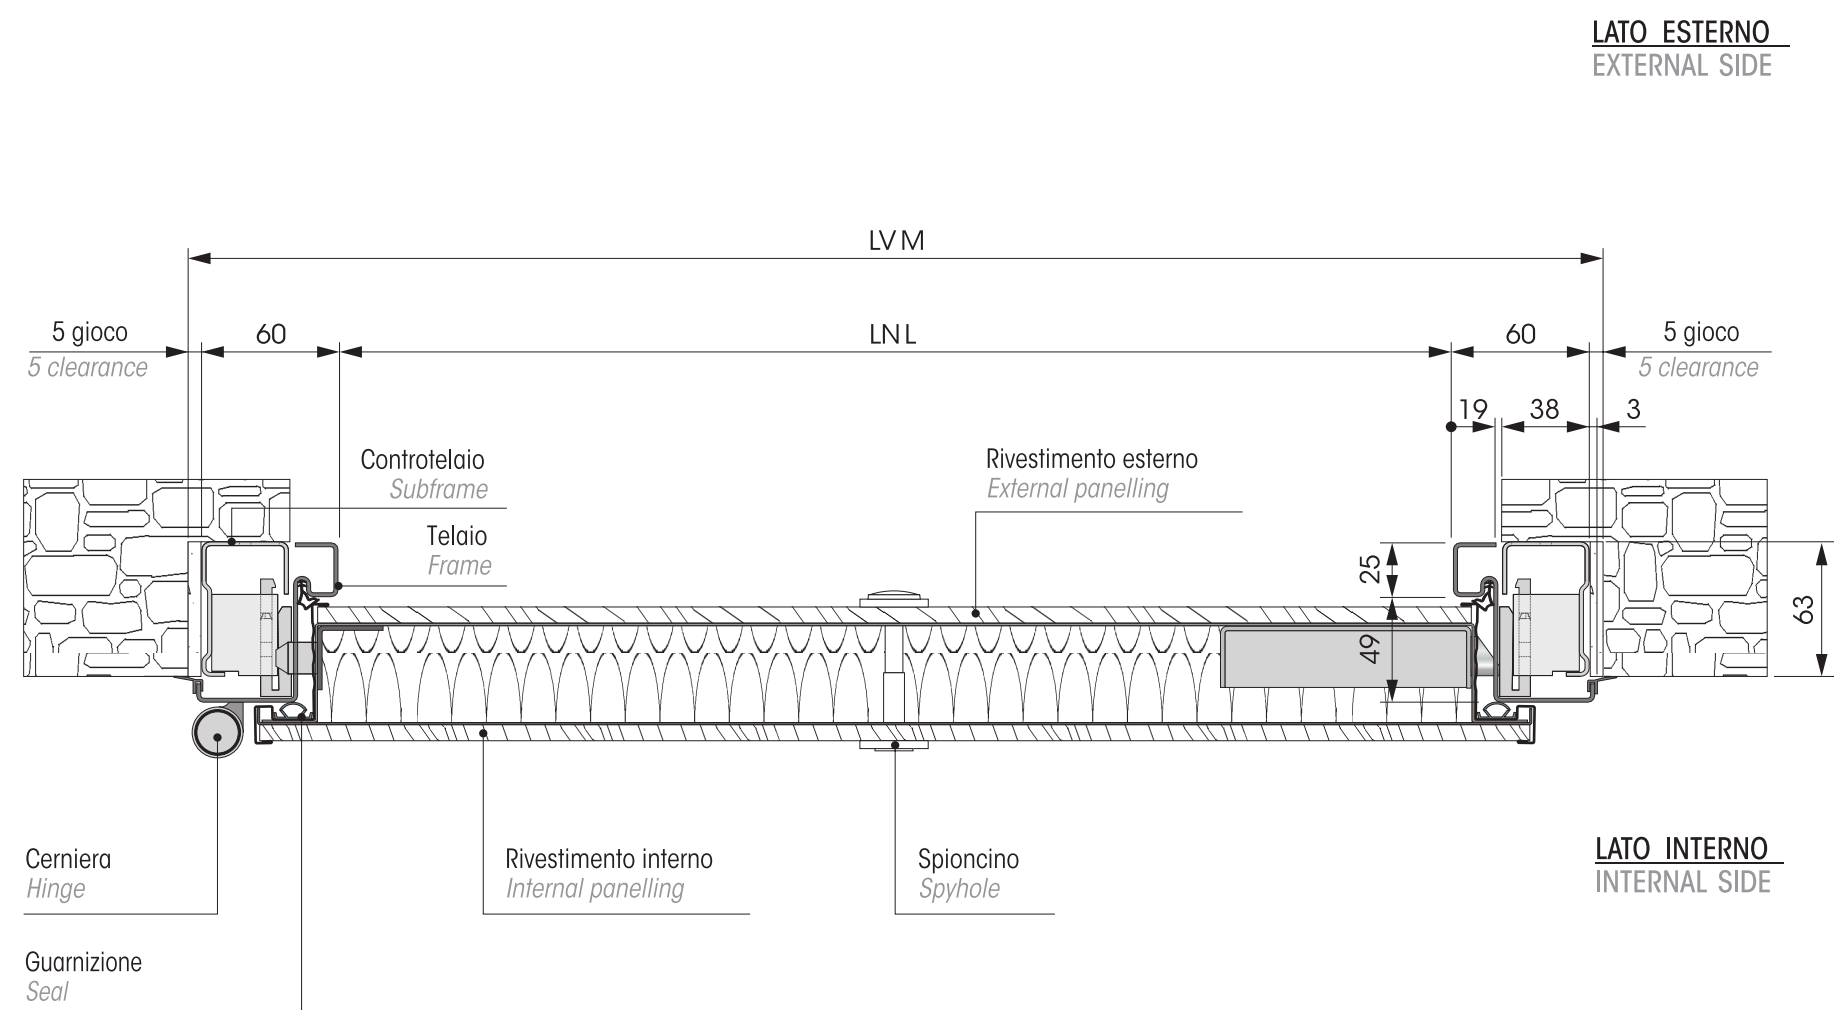 LATO ESTERNO
EXTERNAL SIDE
LVM
5 gioco
5 clearance
60
LNL
60
5 gioco
5 clearance
19
38
3
Controtelaio
Subframe
Rivestimento esterno
External panelling
Telaio
Frame
25
49
63
Cerniera
Hinge
Rivestimento interno
Internal panelling
Spioncino
Spyhole
LATO INTERNO
INTERNAL SIDE
Guarnizione
Seal